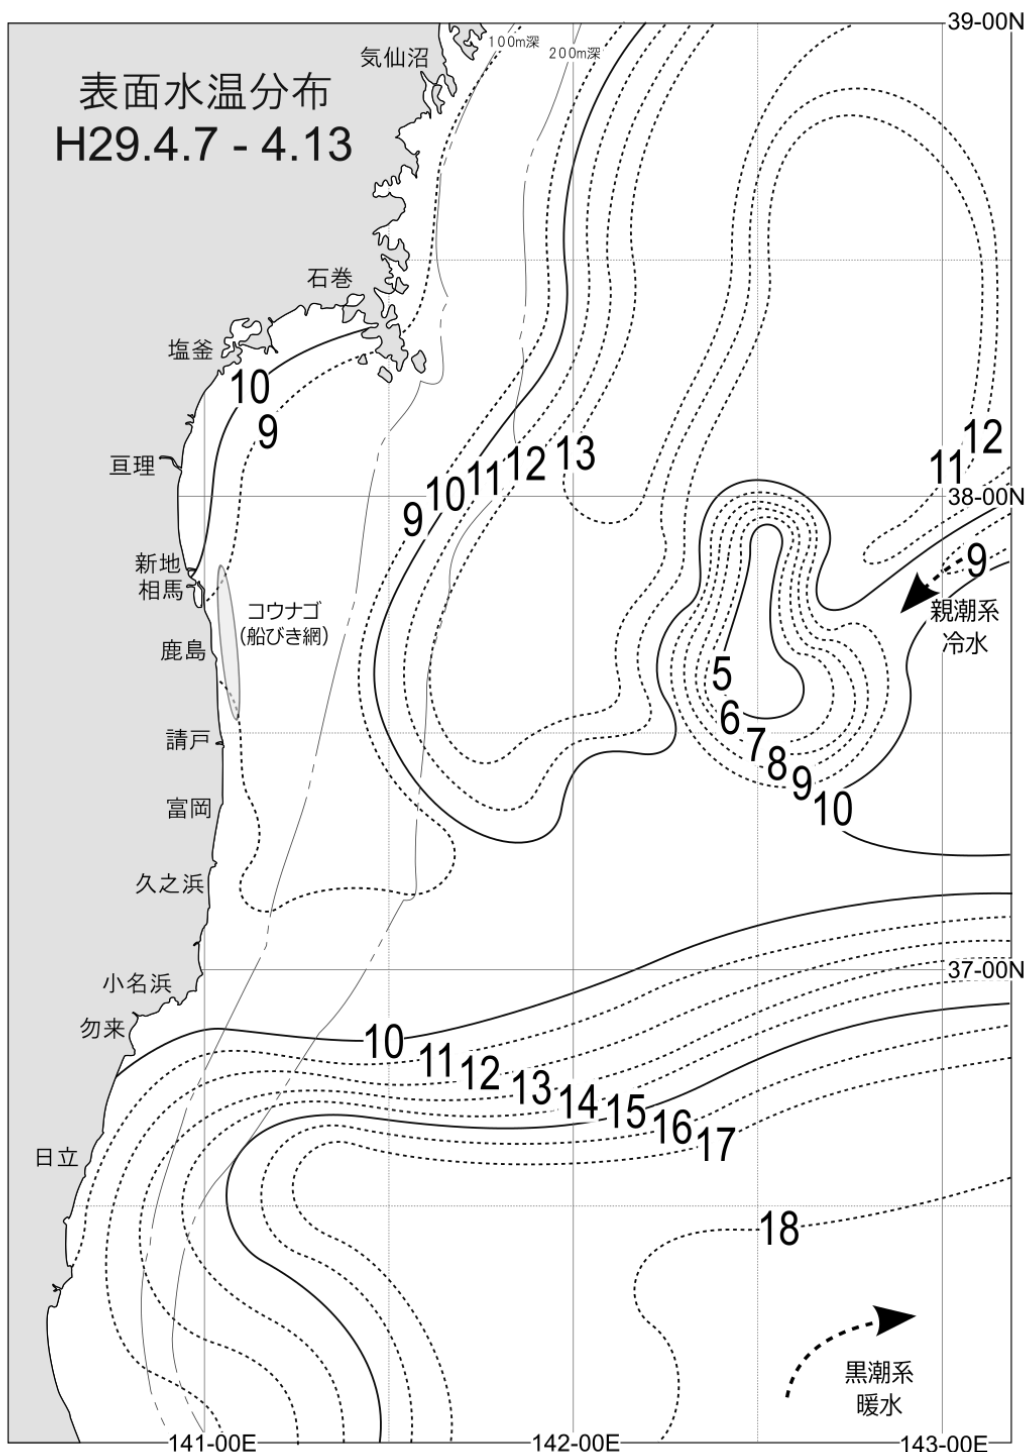 39-00N
100m深
200m深
気仙沼
表面水温分布
H29.4.7 - 4.13
石巻
塩釜
10
9
亘理
12
11
13
12
11
10
9
38-00N
新地
相馬
9
コウナゴ
(船びき網)
親潮系
冷水
鹿島
5
6
7
8
9
10
請戸
富岡
久之浜
37-00N
小名浜
勿来
10
11
12
13
14
15
16
17
日立
18
黒潮系
暖水
141-00E
142-00E
143-00E